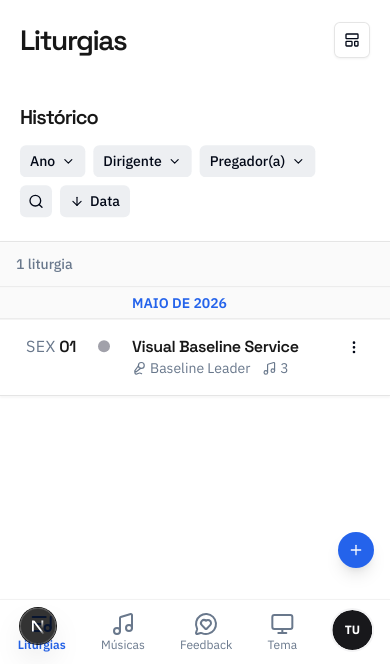 Liturgias
Histórico
Ano
Dirigente
Pregador(a)
Data
1 liturgia
MAIO DE 2026
SEX 01
Visual Baseline Service
Baseline Leader 3
N
TU
Liturgias
Músicas
Feedback
Tema